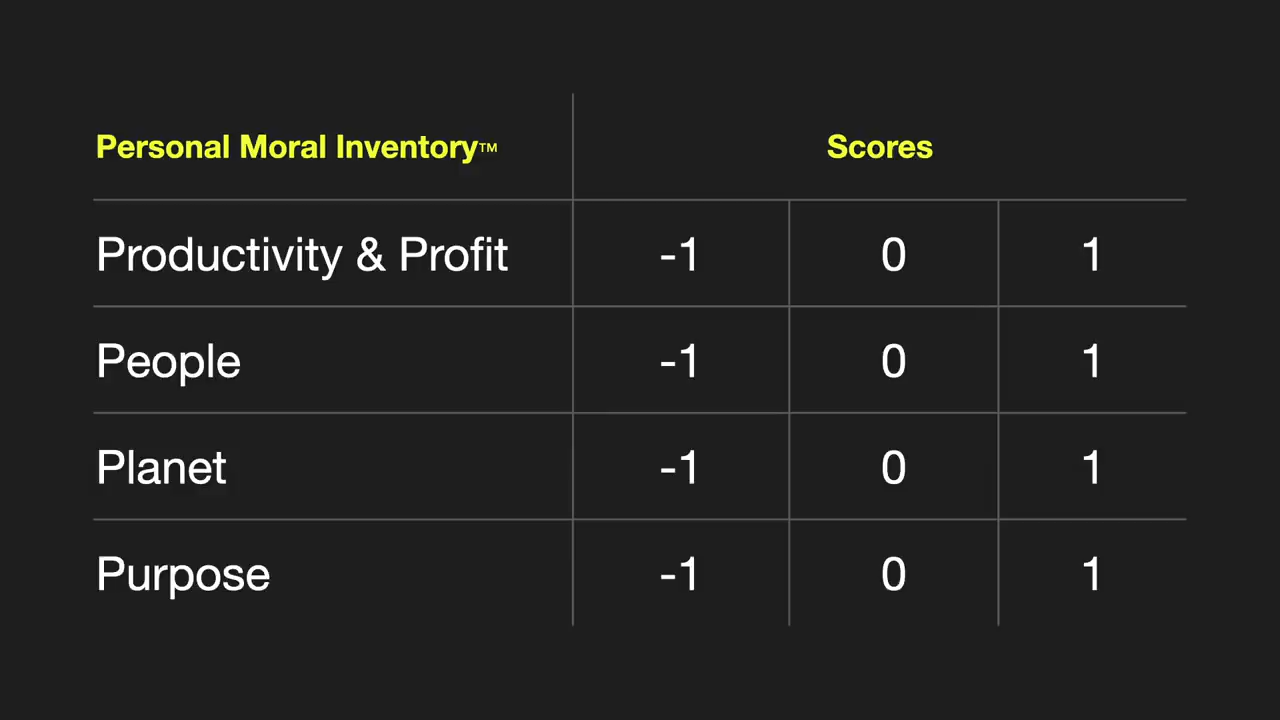 Personal Moral Inventory™ Scores
Productivity & Profit -1 0 1
People -1 0 1
Planet -1 0 1
Purpose -1 0 1